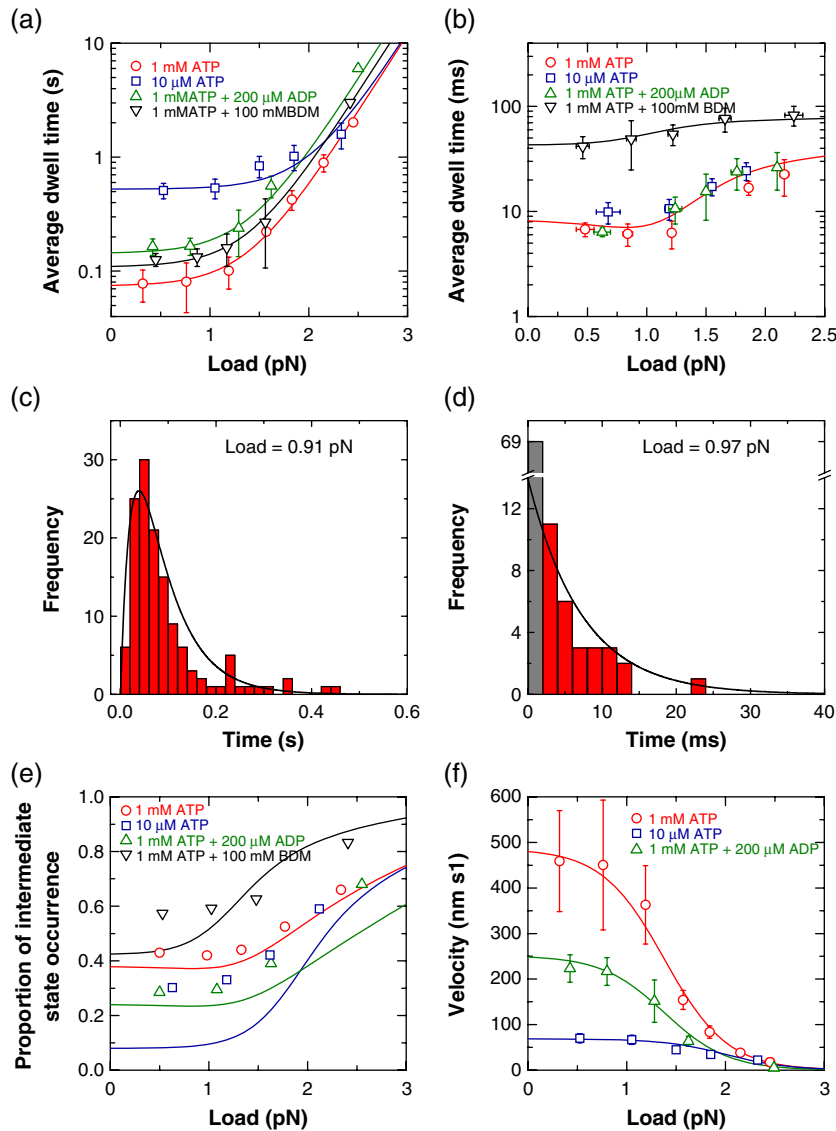 (a)
Average dwell time (s)
10
1
0.1
1 mM ATP
10 µM ATP
1 mMATP + 200 µM ADP
1 mMATP + 100 mMBDM
0
1
2
3
Load (pN)
(b)
Average dwell time (ms)
100
10
1
1 mM ATP
10 µM ATP
1 mM ATP + 200µM ADP
1 mM ATP + 100mM BDM
0.0
0.5
1.0
1.5
2.0
2.5
Load (pN)
(c)
Load = 0.91 pN
Frequency
30
20
10
0
0.0
0.2
0.4
0.6
Time (s)
(d)
Load = 0.97 pN
Frequency
69
12
8
4
0
0
10
20
30
40
Time (ms)
(e)
Proportion of intermediate
state occurrence
1.0
0.8
0.6
0.4
0.2
0.0
1 mM ATP
10 µM ATP
1 mM ATP + 200 µM ADP
1 mM ATP + 100 mM BDM
0
1
2
3
Load (pN)
(f)
Velocity (nm s1)
600
550
500
450
400
350
300
250
200
150
100
50
0
1 mM ATP
10 µM ATP
1 mM ATP + 200 µM ADP
0
1
2
3
Load (pN)